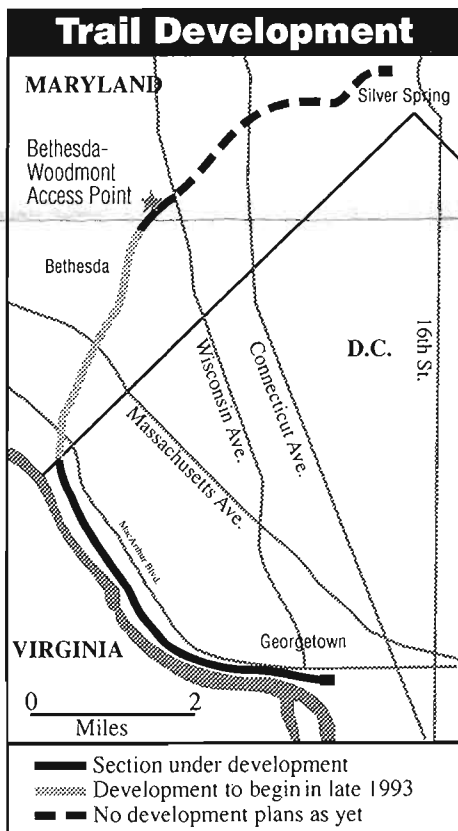 Trail Development
MARYLAND
Silver Spring
Bethesda-
Woodmont
Access Point
Bethesda
D.C.
16th St.
Wisconsin Ave.
Connecticut Ave.
Massachusetts Ave.
MacArthur Blvd.
Georgetown
VIRGINIA
0 2
Miles
Section under development
Development to begin in late 1993
No development plans as yet